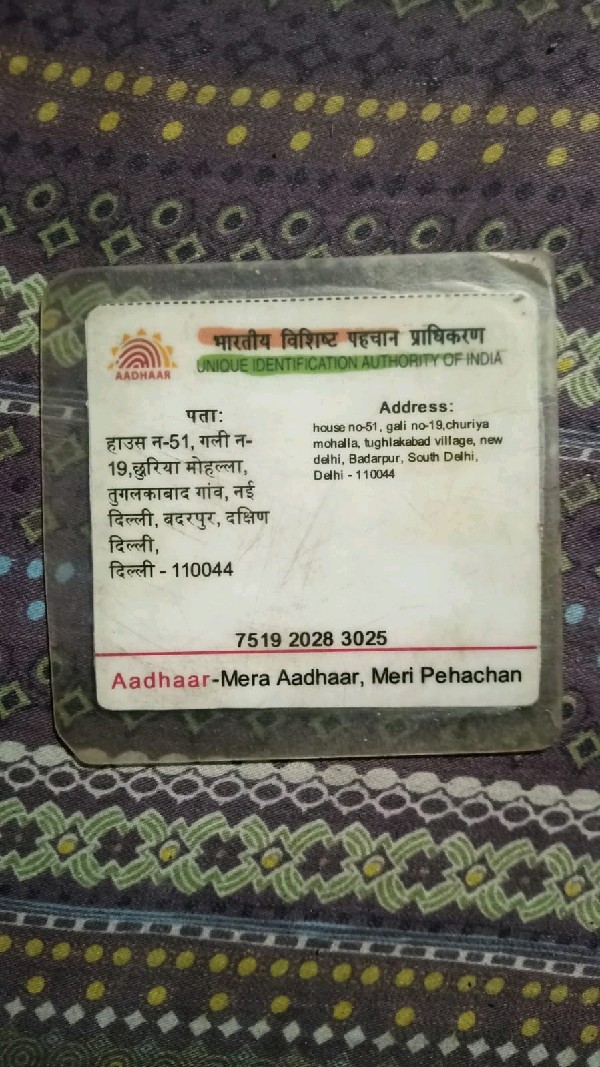 भारतीय विशिष्ट पहचान प्राधिकरण
UNIQUE IDENTIFICATION AUTHORITY OF INDIA
AADHAAR
पता:
हाउस न-51, गली न-
19,छुरिया मोहल्ला,
तुगलकाबाद गांव, नई
दिल्ली, बदरपुर, दक्षिण
दिल्ली,
दिल्ली - 110044
Address:
house no-51, gali no-19,churiya
mohalla, tughlakabad village, new
delhi, Badarpur, South Delhi,
Delhi - 110044
7519 2028 3025
Aadhaar-Mera Aadhaar, Meri Pehachan